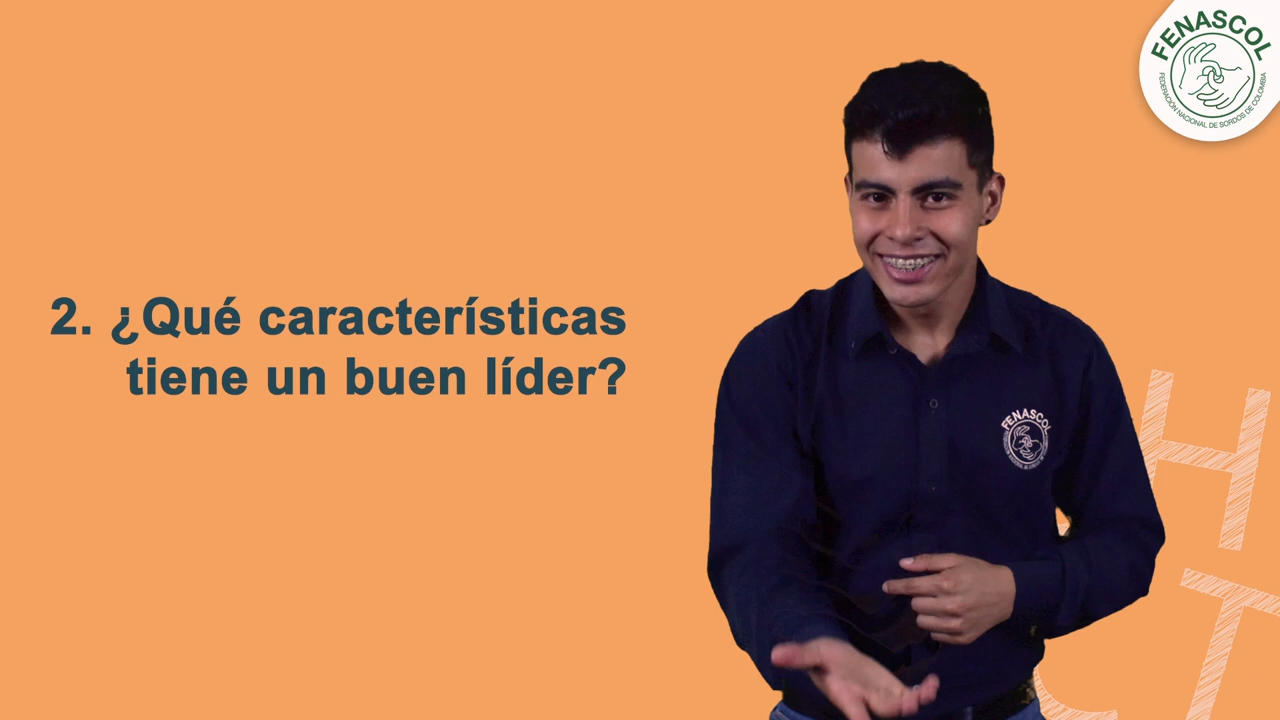 FENASCOL
FEDERACIÓN NACIONAL DE SORDOS DE COLOMBIA
2. ¿Qué características
tiene un buen líder?
FENASCOL
H
T